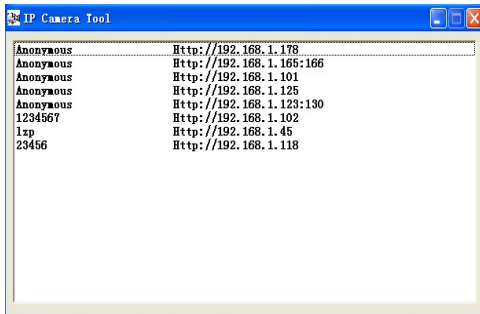 IP Camera Tool
Anonymous Http://192.168.1.178
Anonymous Http://192.168.1.165:166
Anonymous Http://192.168.1.101
Anonymous Http://192.168.1.125
Anonymous Http://192.168.1.123:130
1234567 Http://192.168.1.102
lzp Http://192.168.1.45
23456 Http://192.168.1.118